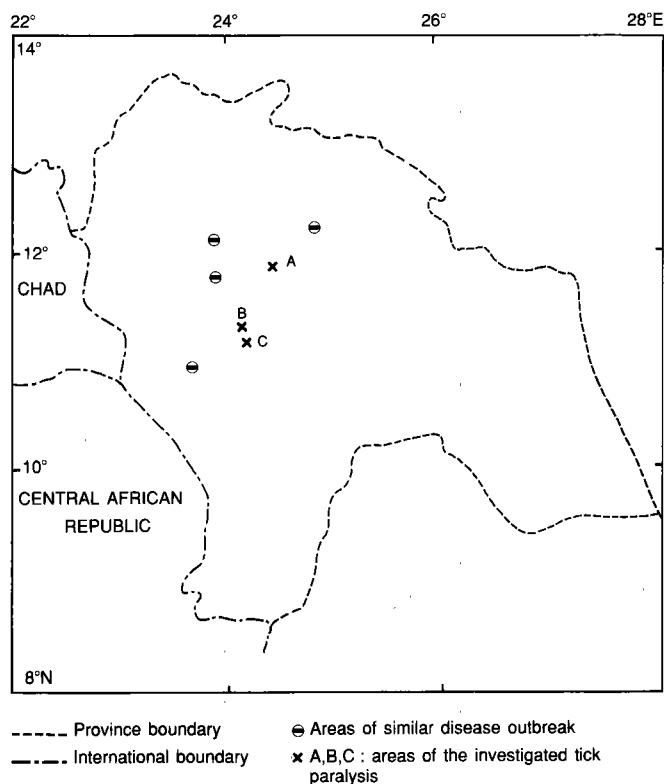 22° 24° 26° 28°E
14°
12°
A
CHAD
B
C
10°
CENTRAL AFRICAN
REPUBLIC
8°N
Province boundary
Areas of similar disease outbreak
International boundary
A,B,C : areas of the investigated tick
paralysis